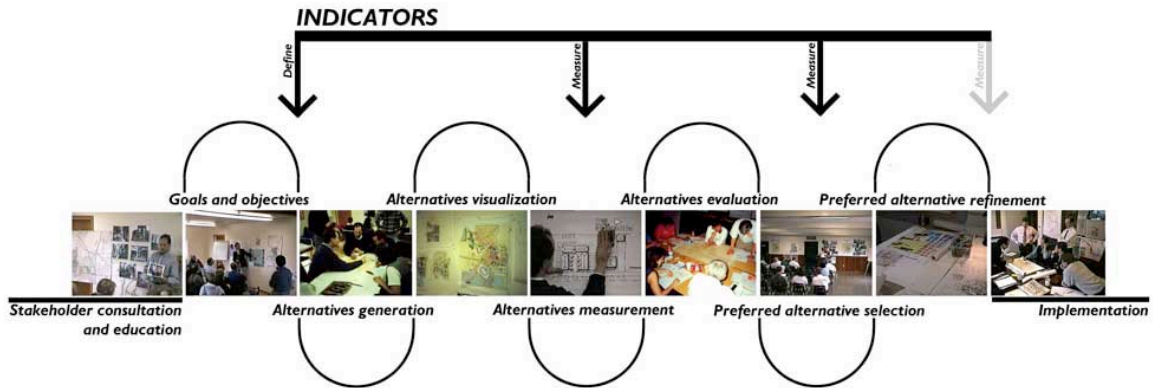 INDICATORS
Define
Measure
Measure
Measure
Goals and objectives
Alternatives visualization
Alternatives evaluation
Preferred alternative refinement
Stakeholder consultation
and education
Alternatives generation
Alternatives measurement
Preferred alternative selection
Implementation